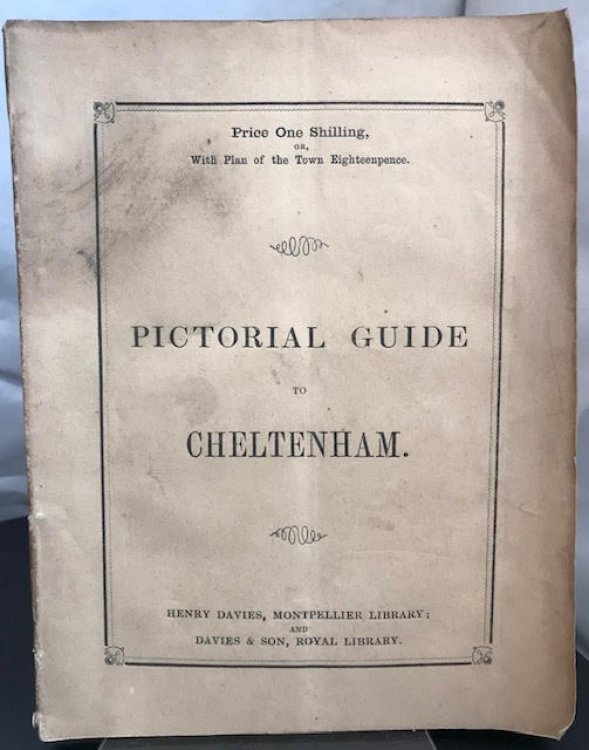 Price One Shilling,
OR,
With Plan of the Town Eighteenpence.
PICTORIAL GUIDE
TO
CHELTENHAM.
HENRY DAVIES, MONTPELLIER LIBRARY;
AND
DAVIES & SON, ROYAL LIBRARY.